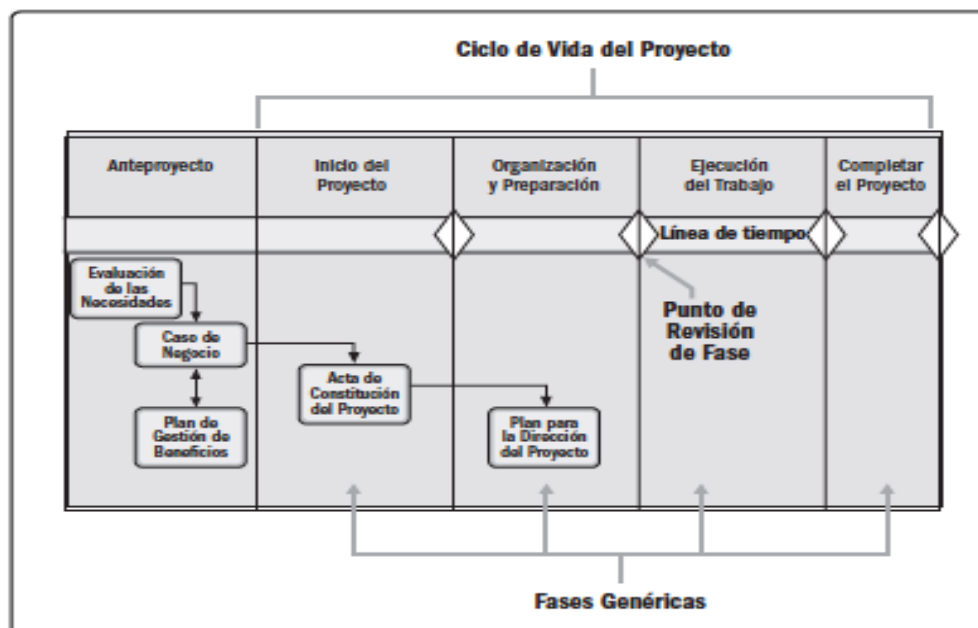 Ciclo de Vida del Proyecto
Anteproyecto
Inicio del
Proyecto
Organización
y Preparación
Ejecución
del Trabajo
Completar
el Proyecto
Línea de tiempo
Evaluación
de las
Necesidades
Caso de
Negocio
Plan de
Gestión de
Beneficios
Acta de
Constitución
del Proyecto
Plan para
la Dirección
del Proyecto
Punto de
Revisión
de Fase
Fases Genéricas